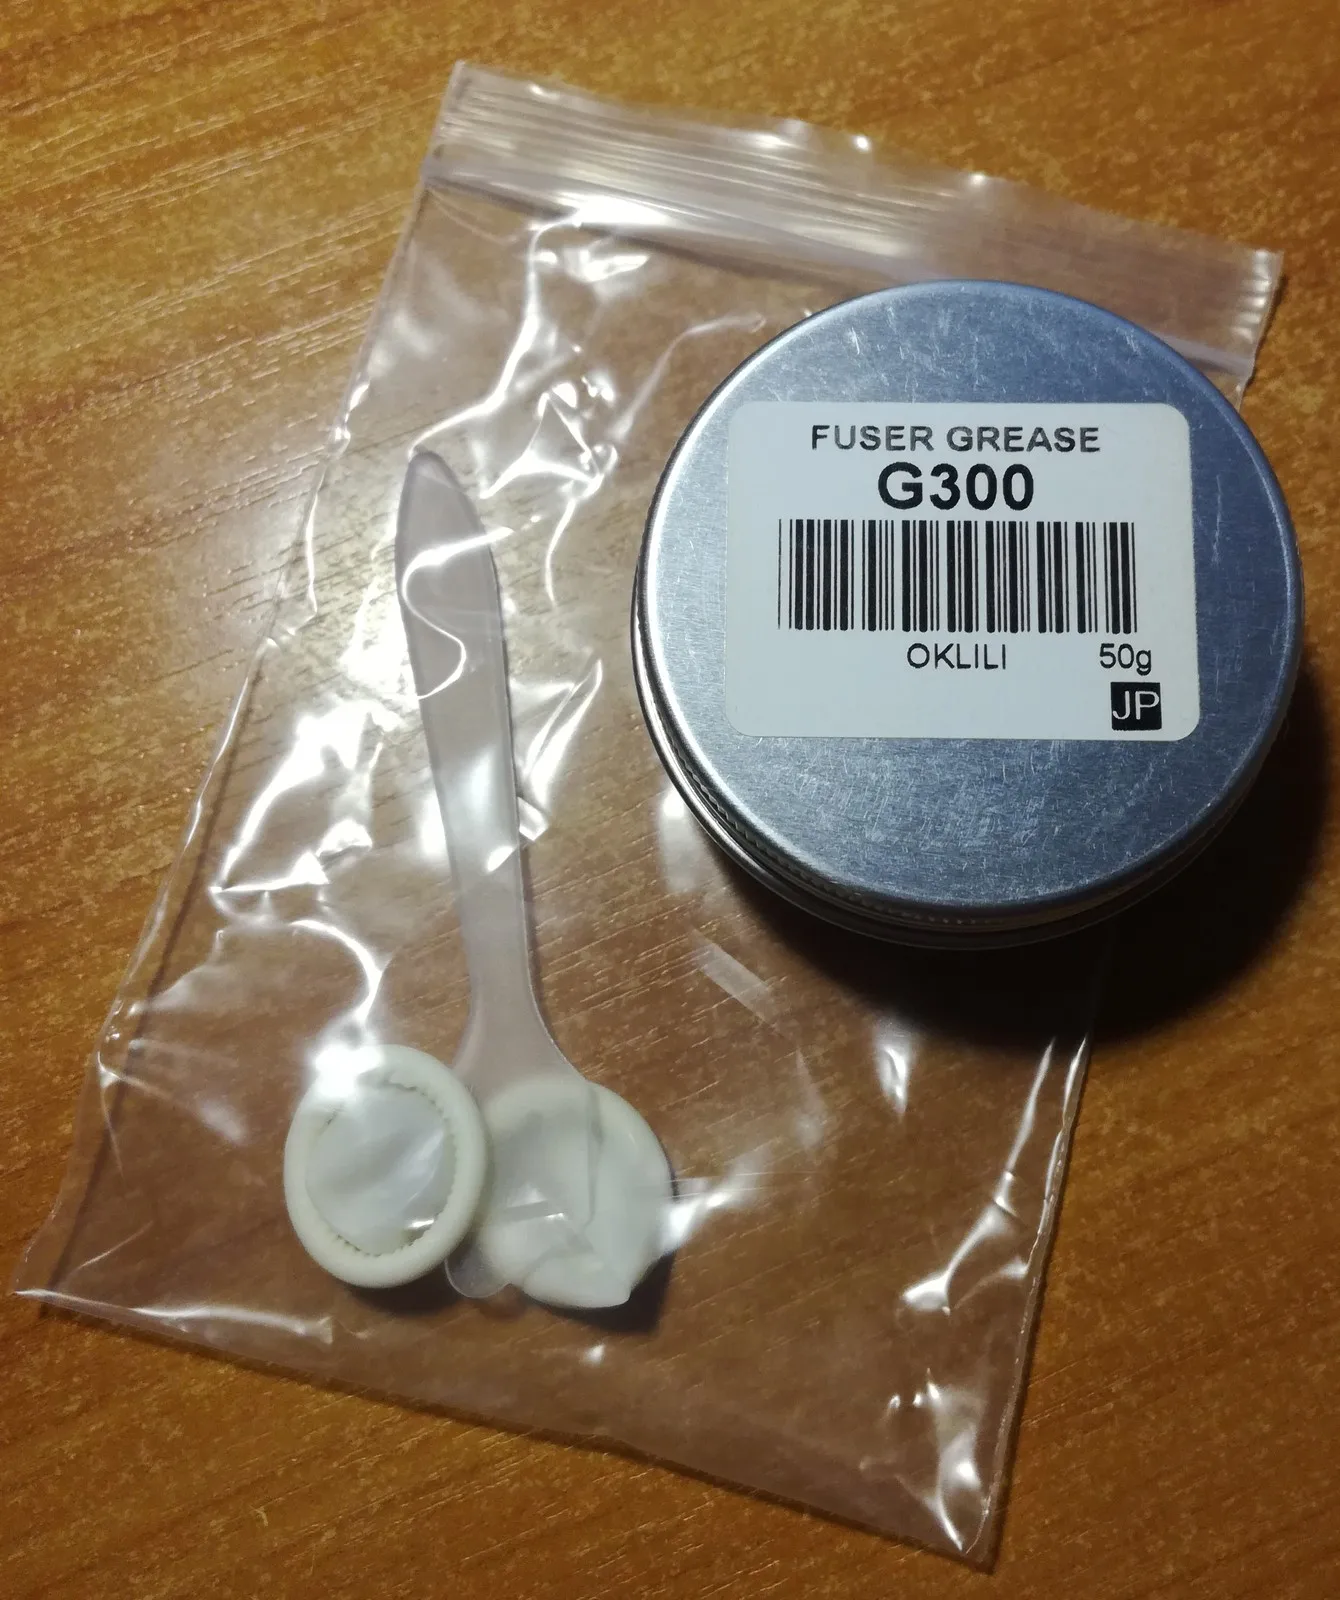 FUSER GREASE
G300
OKLILI 50g
JP